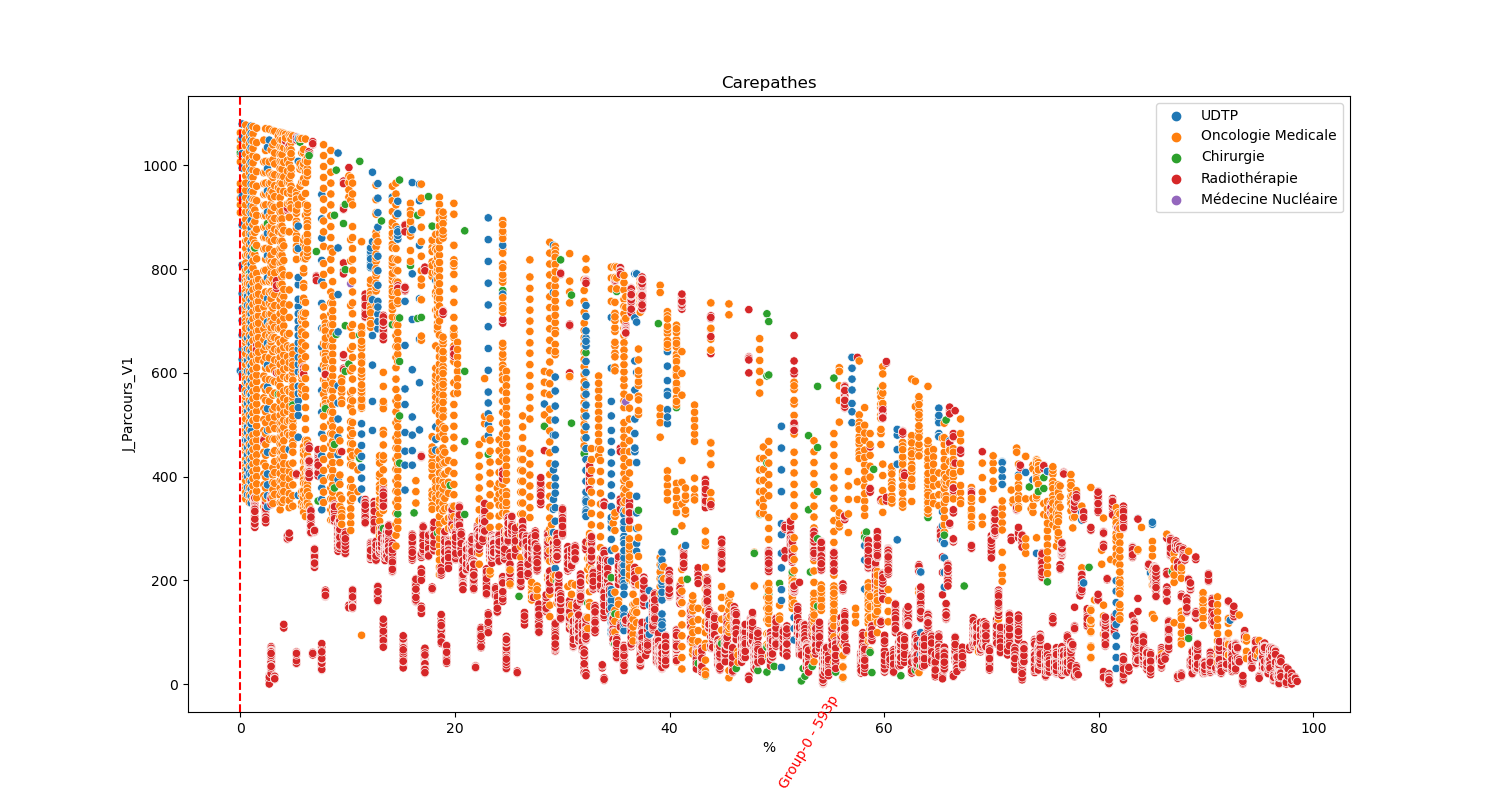 Carepathes
UDTP
Oncologie Medicale
Chirurgie
Radiothérapie
Médecine Nucléaire
J_Parcours_V1
1000
800
600
400
200
0
0 20 40 60 80 100
%
Group-0 - 593p